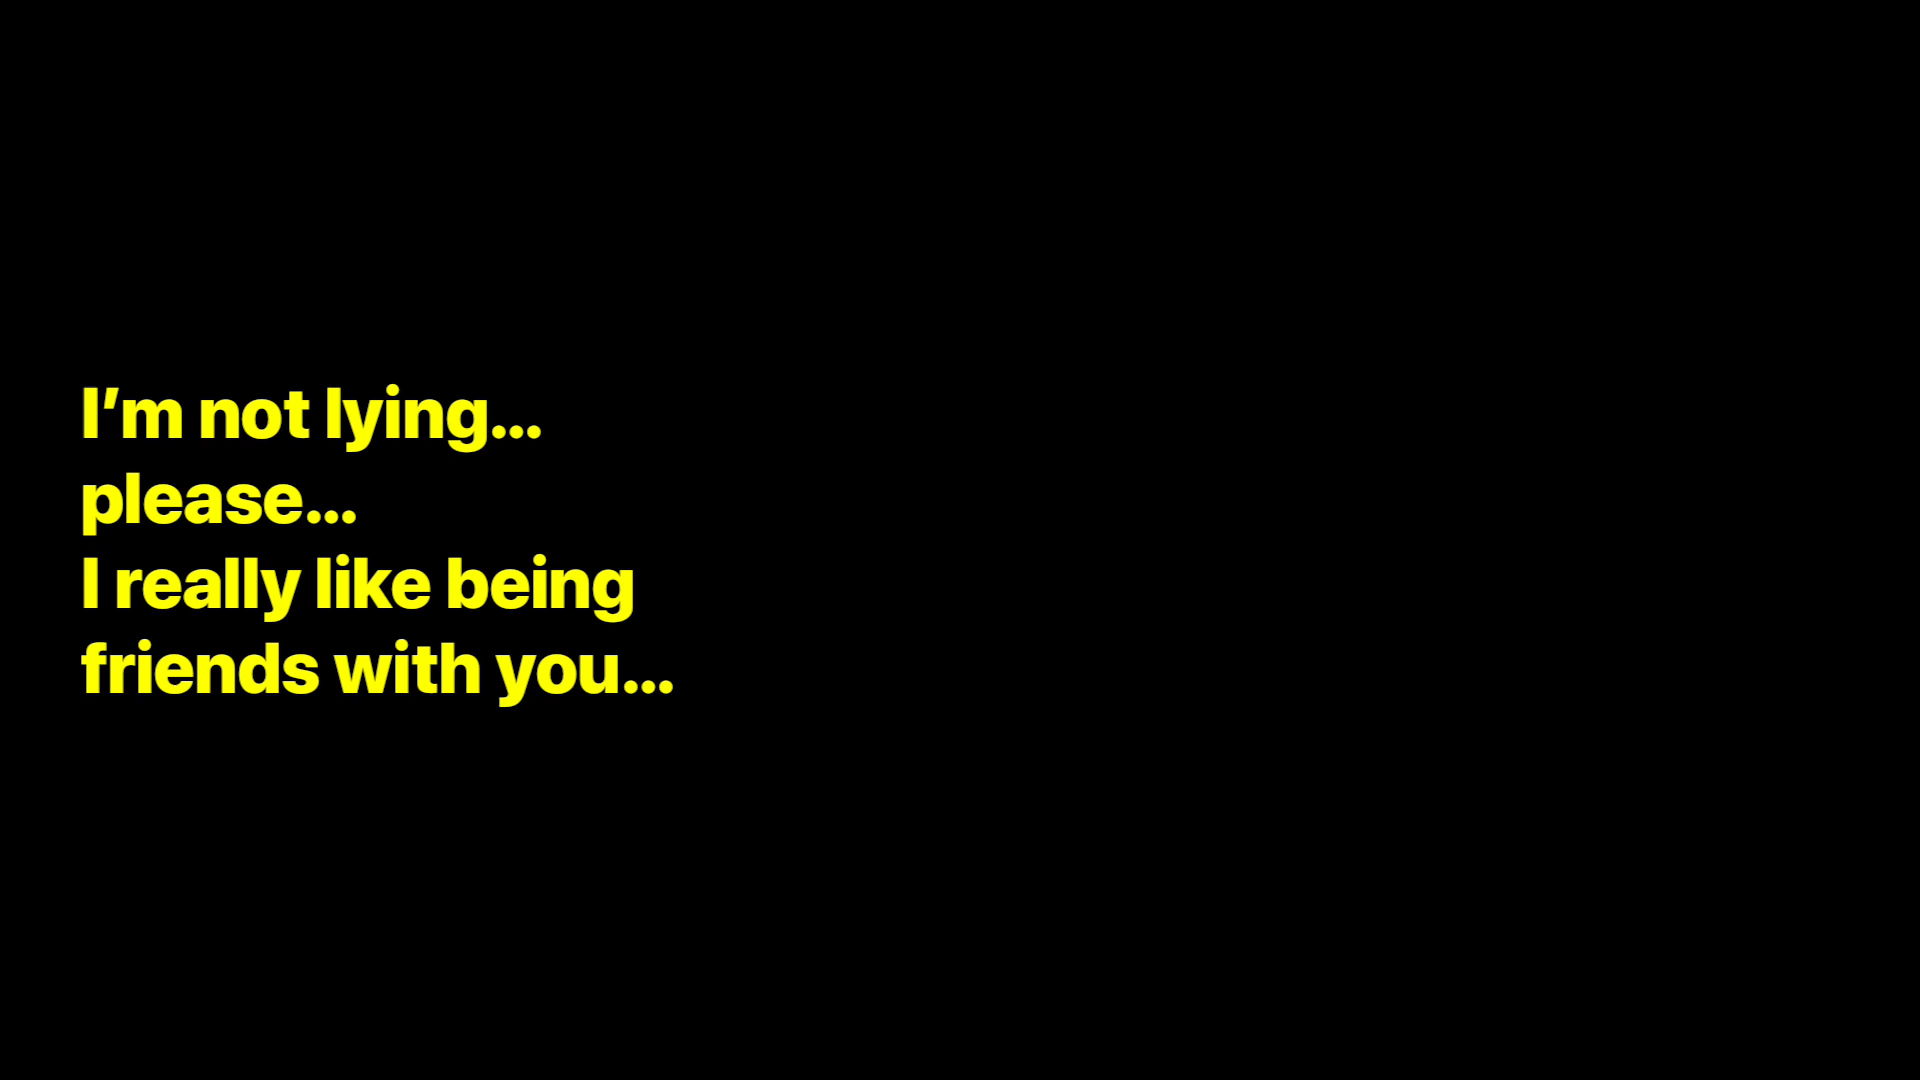 I’m not lying...
please...
I really like being
friends with you...